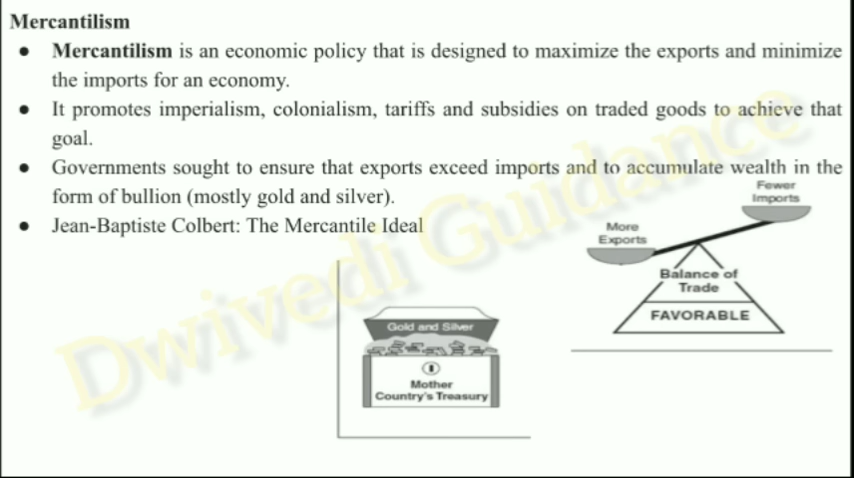 Mercantilism
● Mercantilism is an economic policy that is designed to maximize the exports and minimize
the imports for an economy.
● It promotes imperialism, colonialism, tariffs and subsidies on traded goods to achieve that
goal.
● Governments sought to ensure that exports exceed imports and to accumulate wealth in the
form of bullion (mostly gold and silver).
● Jean-Baptiste Colbert: The Mercantile Ideal
Fewer
Imports
More
Exports
Balance of
Trade
FAVORABLE
Gold and Silver
Mother
Country's Treasury
Dwivedi Guidance